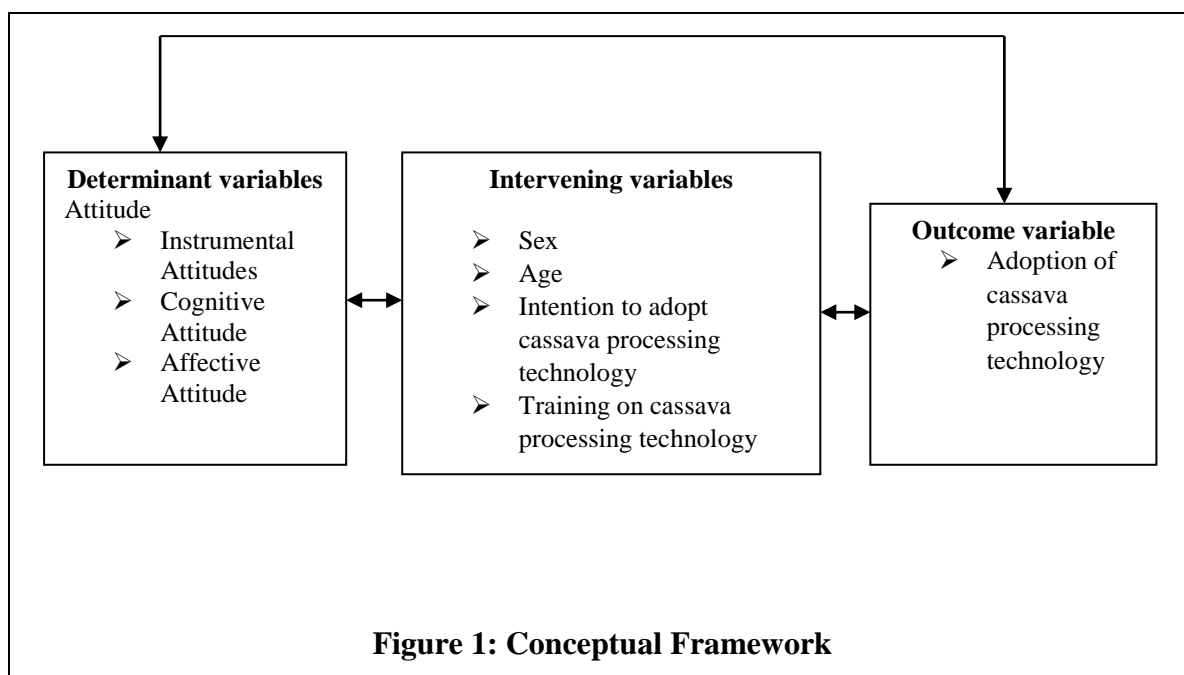 Determinant variables
Attitude
➢ Instrumental
Attitudes
➢ Cognitive
Attitude
➢ Affective
Attitude
Intervening variables
➢ Sex
➢ Age
➢ Intention to adopt
cassava processing
technology
➢ Training on cassava
processing technology
Outcome variable
➢ Adoption of
cassava
processing
technology
Figure 1: Conceptual Framework